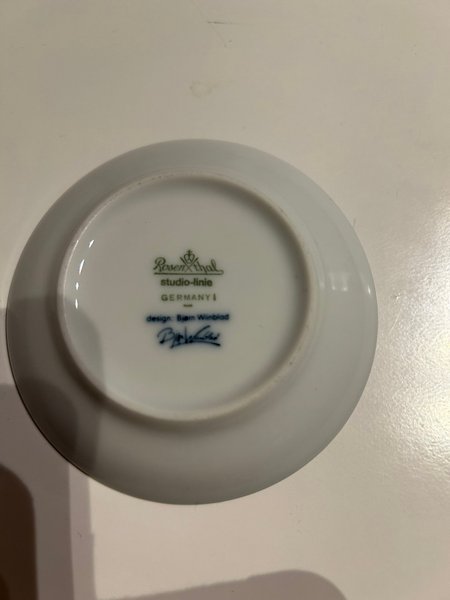 Rosenthal
studio-linie
GERMANY
design: Bjørn Wiinblad